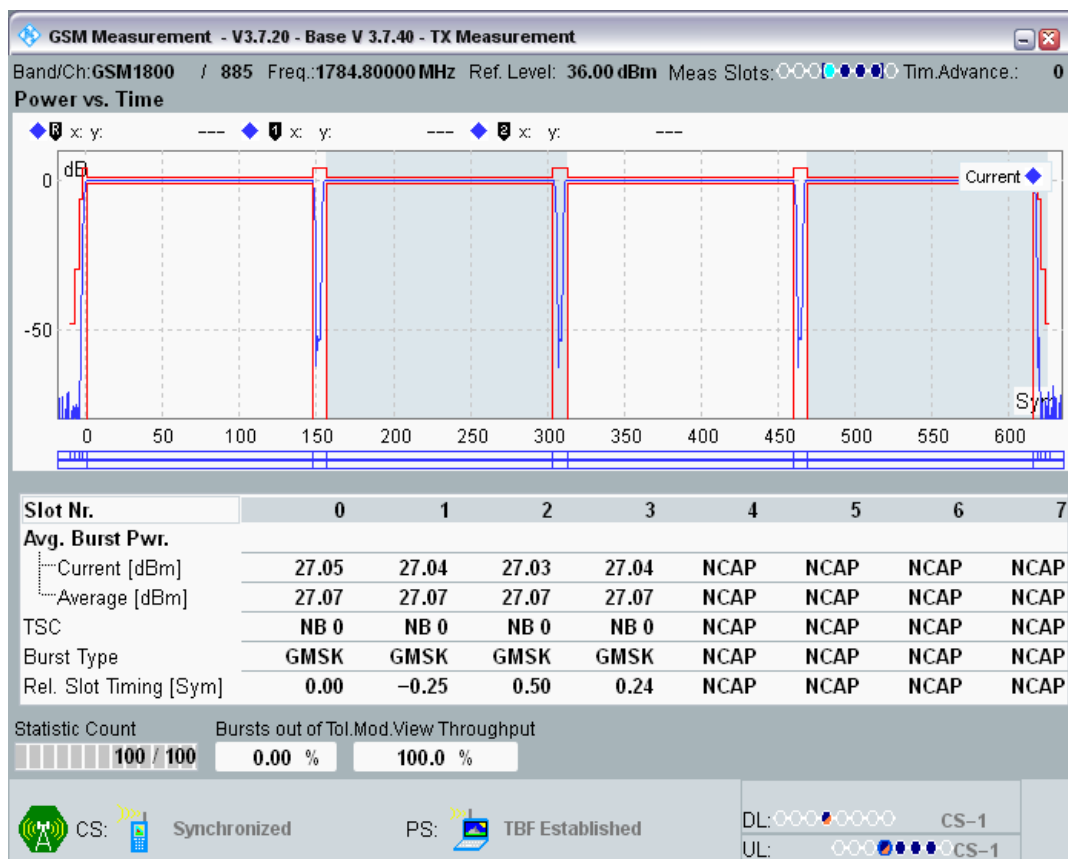 GSM Measurement - V3.7.20 - Base V 3.7.40 - TX Measurement
Band/Ch:GSM1800 / 885 Freq.:1784.80000 MHz Ref. Level: 36.00 dBm Meas Slots: Tim.Advance.: 0
Power vs. Time
R x: y: --- 1 x: y: --- 2 x: y: ---
dB
Current
0
-50
Sym
0 50 100 150 200 250 300 350 400 450 500 550 600
Slot Nr. 0 1 2 3 4 5 6 7
Avg. Burst Pwr.
Current [dBm] 27.05 27.04 27.03 27.04 NCAP NCAP NCAP NCAP
Average [dBm] 27.07 27.07 27.07 27.07 NCAP NCAP NCAP NCAP
TSC NB 0 NB 0 NB 0 NB 0 NCAP NCAP NCAP NCAP
Burst Type GMSK GMSK GMSK GMSK NCAP NCAP NCAP NCAP
Rel. Slot Timing [Sym] 0.00 −0.25 0.50 0.24 NCAP NCAP NCAP NCAP
Statistic Count Bursts out of Tol. Mod.View Throughput
100 / 100 0.00 % 100.0 %
CS: Synchronized PS: TBF Established DL: CS−1
UL: CS−1